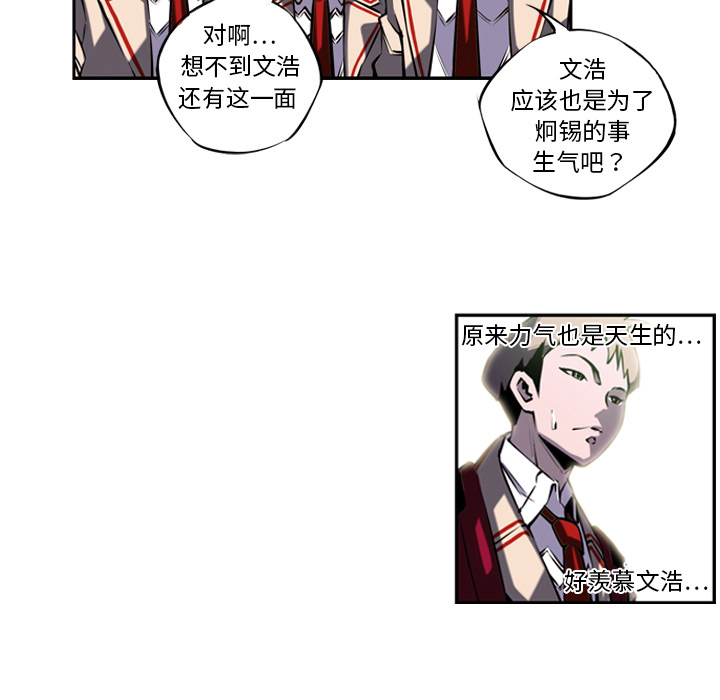 对啊...
想不到文浩
还有这一面
文浩
应该也是为了
炯锡的事
生气吧？
原来力气也是天生的...
好羡慕文浩...